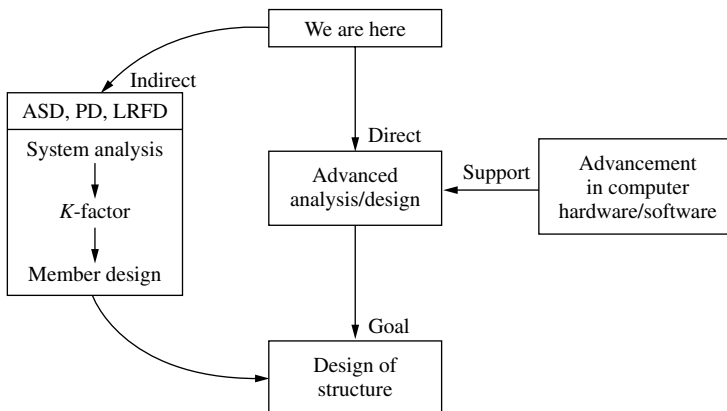 We are here
Indirect
ASD, PD, LRFD
System analysis
K-factor
Member design
Direct
Advanced
analysis/design
Support
Advancement
in computer
hardware/software
Goal
Design of
structure